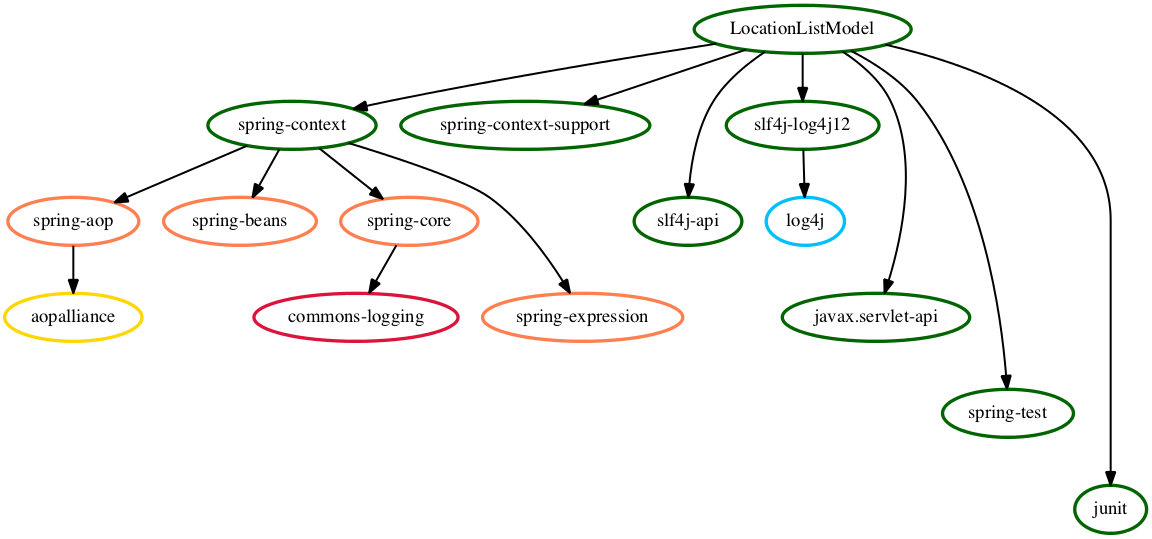 LocationListModel
spring-context
spring-context-support
slf4j-log4j12
spring-aop
spring-beans
spring-core
slf4j-api
log4j
aopalliance
commons-logging
spring-expression
javax.servlet-api
spring-test
junit